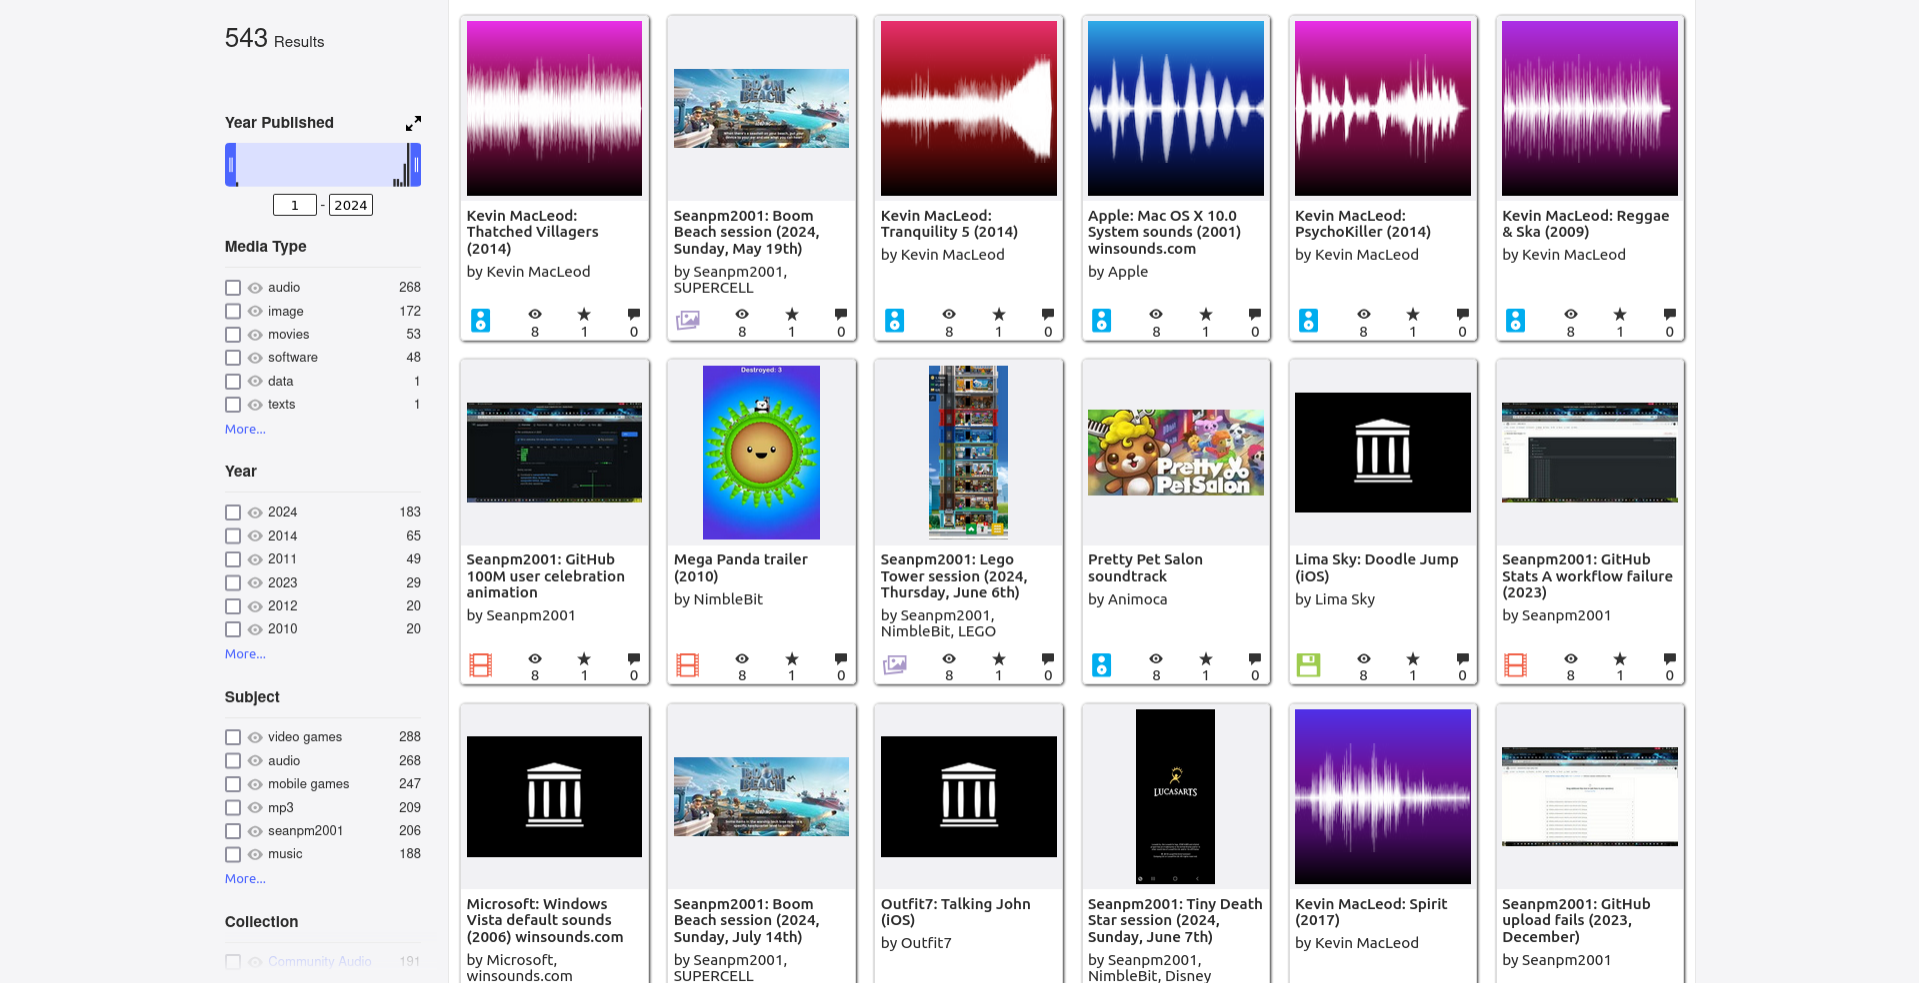 543 Results
Year Published
1 - 2024
Media Type
audio 268
image 172
movies 53
software 48
data 1
texts 1
More...
Year
2024 183
2014 65
2011 49
2023 29
2012 20
2010 20
More...
Subject
video games 288
audio 268
mobile games 247
mp3 209
seanpm2001 206
music 188
More...
Collection
Community Audio 191
Kevin MacLeod:
Thatched Villagers
(2014)
by Kevin MacLeod
8 1 0
BOOM
BEACH
Seanpm2001: Boom
Beach session (2024,
Sunday, May 19th)
by Seanpm2001,
SUPERCELL
8 1 0
Kevin MacLeod:
Tranquility 5 (2014)
by Kevin MacLeod
8 1 0
Apple: Mac OS X 10.0
System sounds (2001)
winsounds.com
by Apple
8 1 0
Kevin MacLeod:
PsychoKiller (2014)
by Kevin MacLeod
8 1 0
Kevin MacLeod: Reggae
& Ska (2009)
by Kevin MacLeod
8 1 0
Seanpm2001: GitHub
100M user celebration
animation
by Seanpm2001
8 1 0
Destroyed: 3
Mega Panda trailer
(2010)
by NimbleBit
8 1 0
Seanpm2001: Lego
Tower session (2024,
Thursday, June 6th)
by Seanpm2001,
NimbleBit, LEGO
8 1 0
Pretty
Pet Salon
Pretty Pet Salon
soundtrack
by Animoca
8 1 0
Lima Sky: Doodle Jump
(iOS)
by Lima Sky
8 1 0
Seanpm2001: GitHub
Stats A workflow failure
(2023)
by Seanpm2001
8 1 0
Microsoft: Windows
Vista default sounds
(2006) winsounds.com
by Microsoft,
winsounds.com
BOOM
BEACH
Seanpm2001: Boom
Beach session (2024,
Sunday, July 14th)
by Seanpm2001,
SUPERCELL
Outfit7: Talking John
(iOS)
by Outfit7
LUCASARTS
Seanpm2001: Tiny Death
Star session (2024,
Sunday, June 7th)
by Seanpm2001,
NimbleBit, Disney
Kevin MacLeod: Spirit
(2017)
by Kevin MacLeod
Seanpm2001: GitHub
upload fails (2023,
December)
by Seanpm2001